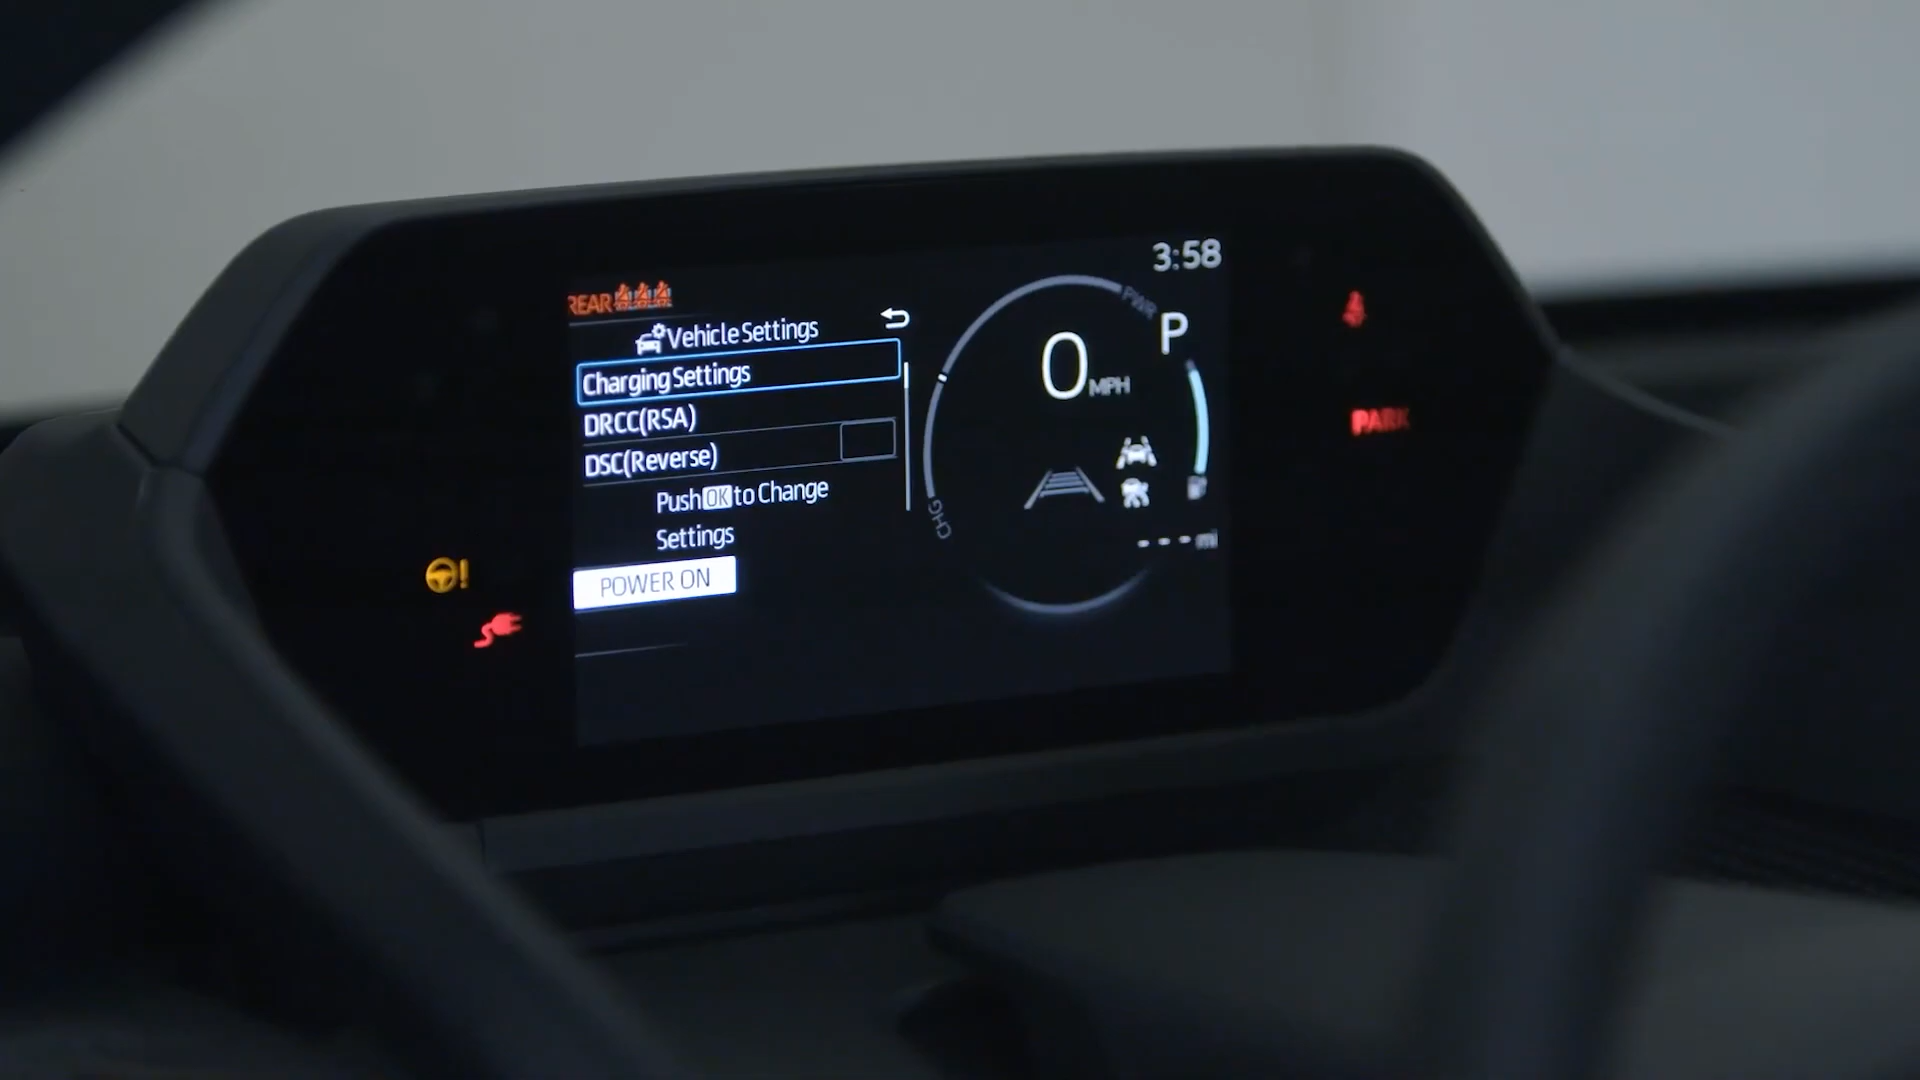 3:58
REAR
Vehicle Settings
Charging Settings
DRCC(RSA)
DSC(Reverse)
Push OK to Change
Settings
POWER ON
PWR
P
0 MPH
CHG
- - - mi
PARK